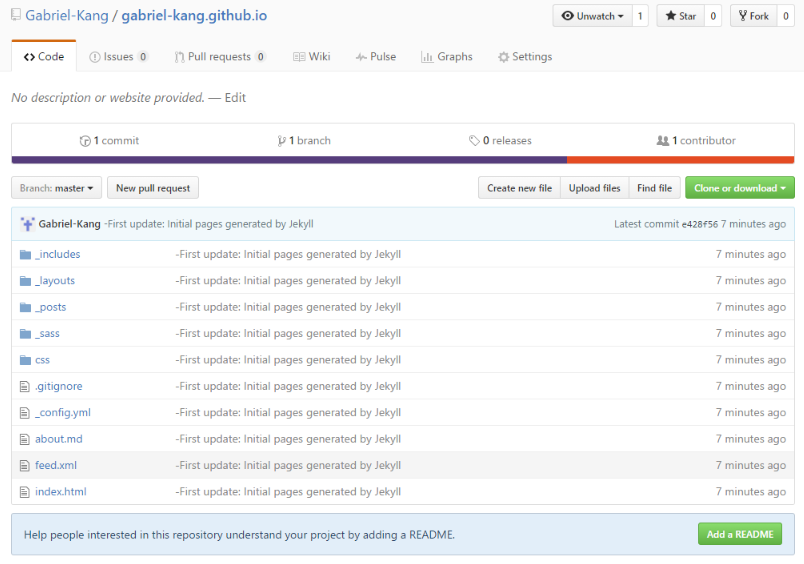 Gabriel-Kang / gabriel-kang.github.io Unwatch 1 Star 0 Fork 0
Code Issues 0 Pull requests 0 Wiki Pulse Graphs Settings
No description or website provided. — Edit
1 commit 1 branch 0 releases 1 contributor
Branch: master New pull request Create new file Upload files Find file Clone or download
Gabriel-Kang -First update: Initial pages generated by Jekyll Latest commit e428f56 7 minutes ago
_includes -First update: Initial pages generated by Jekyll 7 minutes ago
_layouts -First update: Initial pages generated by Jekyll 7 minutes ago
_posts -First update: Initial pages generated by Jekyll 7 minutes ago
_sass -First update: Initial pages generated by Jekyll 7 minutes ago
css -First update: Initial pages generated by Jekyll 7 minutes ago
.gitignore -First update: Initial pages generated by Jekyll 7 minutes ago
_config.yml -First update: Initial pages generated by Jekyll 7 minutes ago
about.md -First update: Initial pages generated by Jekyll 7 minutes ago
feed.xml -First update: Initial pages generated by Jekyll 7 minutes ago
index.html -First update: Initial pages generated by Jekyll 7 minutes ago
Help people interested in this repository understand your project by adding a README. Add a README